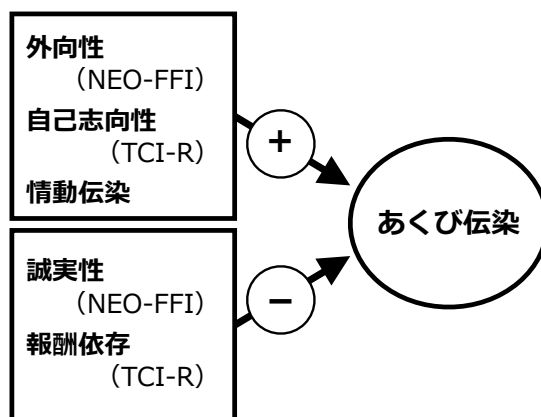 外向性
（NEO-FFI）
自己志向性
（TCI-R）
情動伝染
+
あくび伝染
誠実性
（NEO-FFI）
報酬依存
（TCI-R）
−